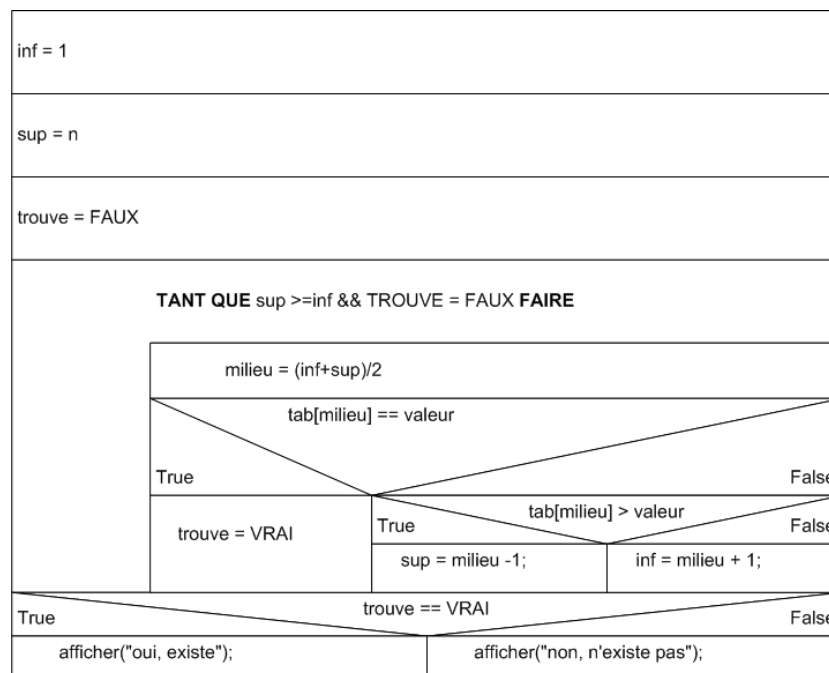 inf = 1
sup = n
trouve = FAUX
TANT QUE sup >=inf && TROUVE = FAUX FAIRE
milieu = (inf+sup)/2
tab[milieu] == valeur
True
False
trouve = VRAI
True
tab[milieu] > valeur
False
sup = milieu -1;
inf = milieu + 1;
True
trouve == VRAI
False
afficher("oui, existe");
afficher("non, n'existe pas");